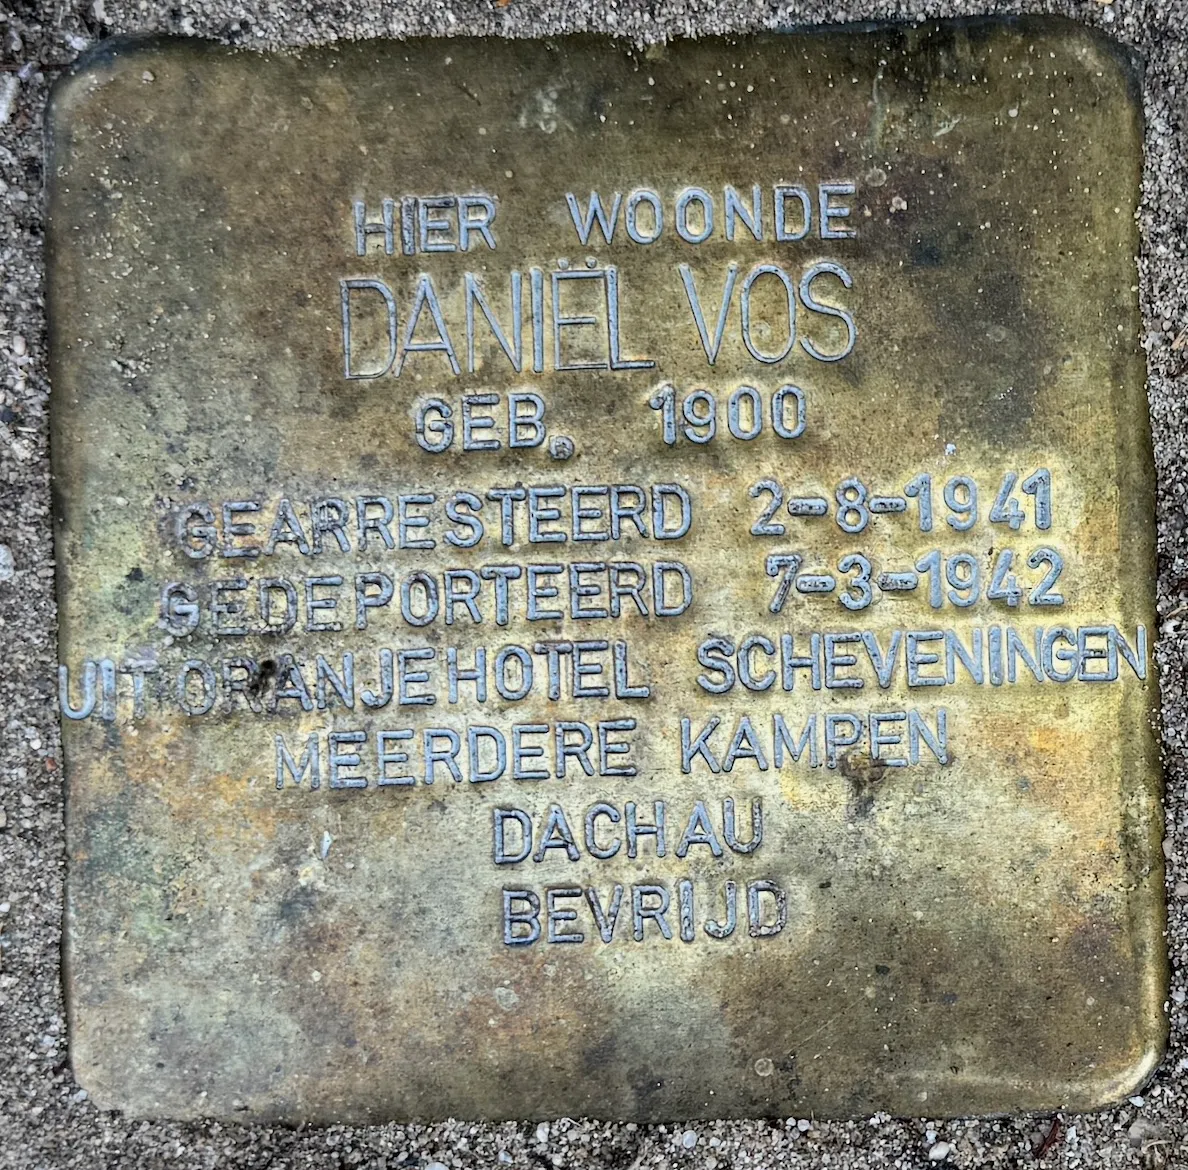 HIER WOONDE
DANIËL VOS
GEB. 1900
GEARRESTEERD 2-8-1941
GEDEPORTEERD 7-3-1942
UIT ORANJEHOTEL SCHEVENINGEN
MEERDERE KAMPEN
DACHAU
BEVRIJD